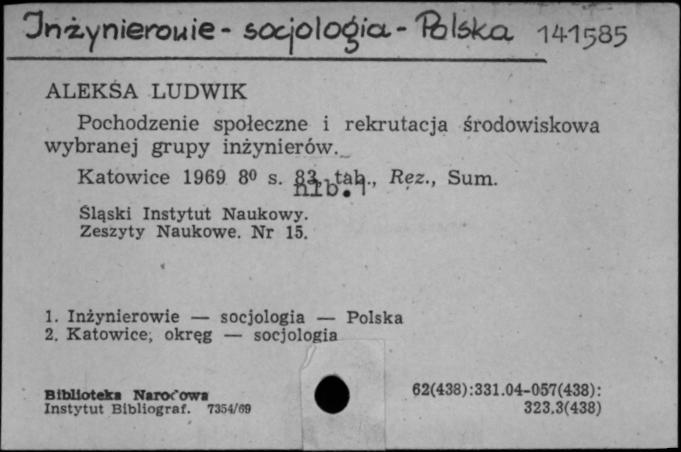 Inżynierowie - socjologia - Polska 141585
ALEKSA LUDWIK
Pochodzenie społeczne i rekrutacja środowiskowa
wybranej grupy inżynierów.
Katowice 1969 8⁰ s. 83, tab., Rez., Sum.
nlb. 1
Śląski Instytut Naukowy.
Zeszyty Naukowe. Nr 15.
1. Inżynierowie — socjologia — Polska
2. Katowice, okręg — socjologia
Biblioteka Narodowa
Instytut Bibliograf. 7354/69
62(438):331.04-057(438):
323.3(438)